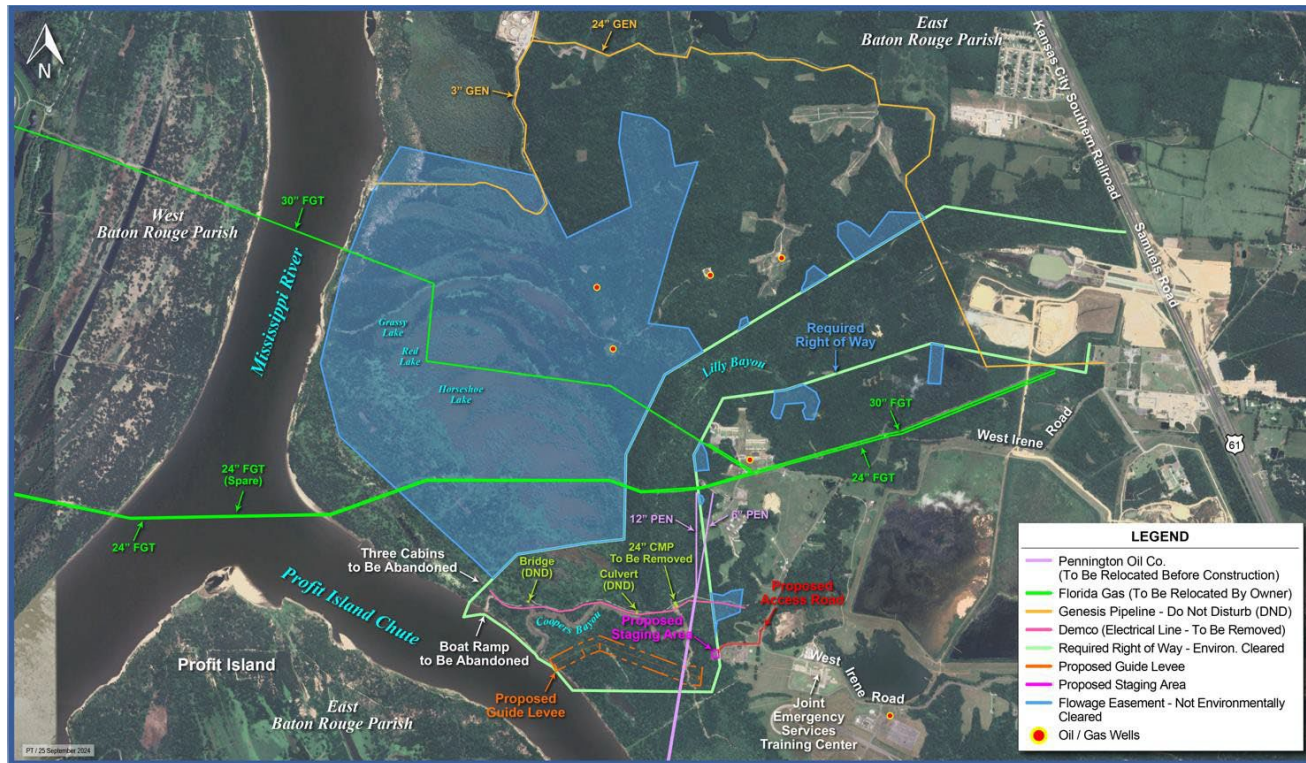 24" GEN
East
Baton Rouge Parish
Kansas City Southern Railroad
N
3" GEN
West
Baton Rouge Parish
30" FGT
Mississippi River
Samuels Road
Grassy
Lake
Red
Lake
Horseshoe
Lake
Lilly Bayou
Required
Right of Way
30" FGT
West Irene Road
61
24" FGT
24" FGT
(Spare)
24" FGT
12" PEN
6" PEN
Three Cabins
to Be Abandoned
Bridge
(DND)
Culvert
(DND)
24" CMP
To Be Removed
Proposed
Access Road
Profit Island Chute
Coopers Bayou
Proposed
Staging Area
Boat Ramp
to Be Abandoned
Profit Island
Proposed
Guide Levee
West Irene Road
Joint
Emergency
Services
Training Center
East
Baton Rouge Parish
PT / 25 September 2024
LEGEND
Pennington Oil Co.
(To Be Relocated Before Construction)
Florida Gas (To Be Relocated By Owner)
Genesis Pipeline - Do Not Disturb (DND)
Demco (Electrical Line - To Be Removed)
Required Right of Way - Environ. Cleared
Proposed Guide Levee
Proposed Staging Area
Flowage Easement - Not Environmentally
Cleared
Oil / Gas Wells